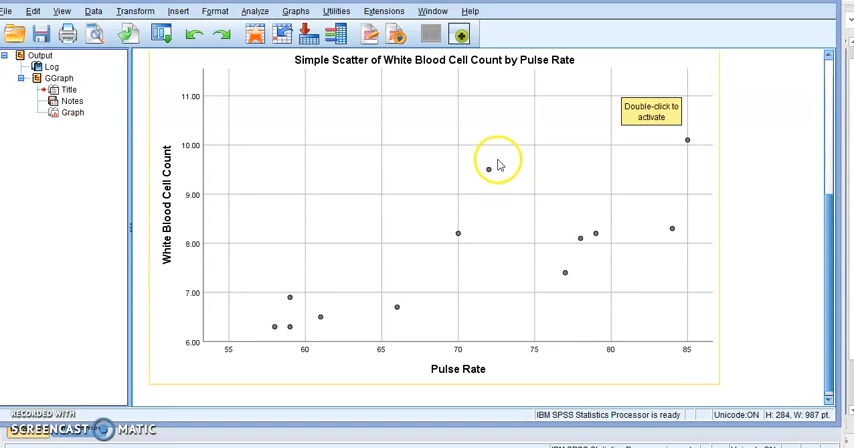 File Edit View Data Transform Insert Format Analyze Graphs Utilities Extensions Window Help
Output
Log
GGraph
Title
Notes
Graph
Simple Scatter of White Blood Cell Count by Pulse Rate
Double-click to
activate
White Blood Cell Count
11.00
10.00
9.00
8.00
7.00
6.00
55 60 65 70 75 80 85
Pulse Rate
IBM SPSS Statistics Processor is ready Unicode:ON H: 284, W: 987 pt.
RECORDED WITH
SCREENCAST MATIC